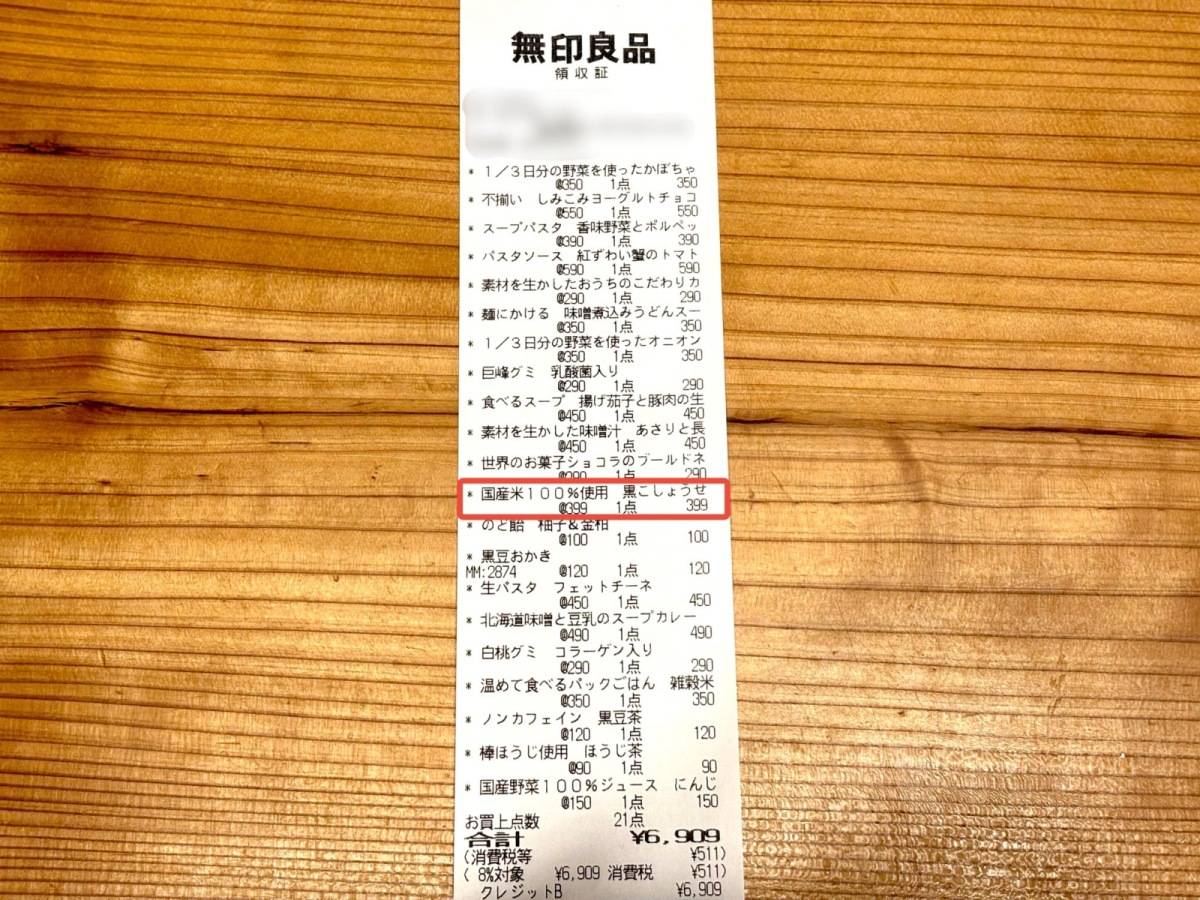 無印良品
領収証
* 1/3日分の野菜を使ったかぼちゃ
@350 1点 350
* 不揃い しみこみヨーグルトチョコ
@550 1点 550
* スープパスタ 香味野菜とポルペッ
@390 1点 390
* パスタソース 紅ずわい蟹のトマト
@590 1点 590
* 素材を生かしたおうちのこだわりカ
@290 1点 290
* 麺にかける 味噌煮込みうどんスー
@350 1点 350
* 1/3日分の野菜を使ったオニオン
@350 1点 350
* 巨峰グミ 乳酸菌入り
@290 1点 290
* 食べるスープ 揚げ茄子と豚肉の生
@450 1点 450
* 素材を生かした味噌汁 あさりと長
@450 1点 450
* 世界のお菓子ショコラのブールドネ
@290 1点 290
* 国産米100%使用 黒こしょうせ
@399 1点 399
* のど飴 柚子&金柑
@100 1点 100
* 黒豆おかき
MM:2874 @120 1点 120
* 生パスタ フェットチーネ
@450 1点 450
* 北海道味噌と豆乳のスープカレー
@490 1点 490
* 白桃グミ コラーゲン入り
@290 1点 290
* 温めて食べるパックごはん 雑穀米
@350 1点 350
* ノンカフェイン 黒豆茶
@120 1点 120
* 棒ほうじ使用 ほうじ茶
@90 1点 90
* 国産野菜100%ジュース にんじ
@150 1点 150
お買上点数 21点
合計 ¥6,909
(消費税等 ¥511)
( 8%対象 ¥6,909 消費税 ¥511)
クレジットB ¥6,909